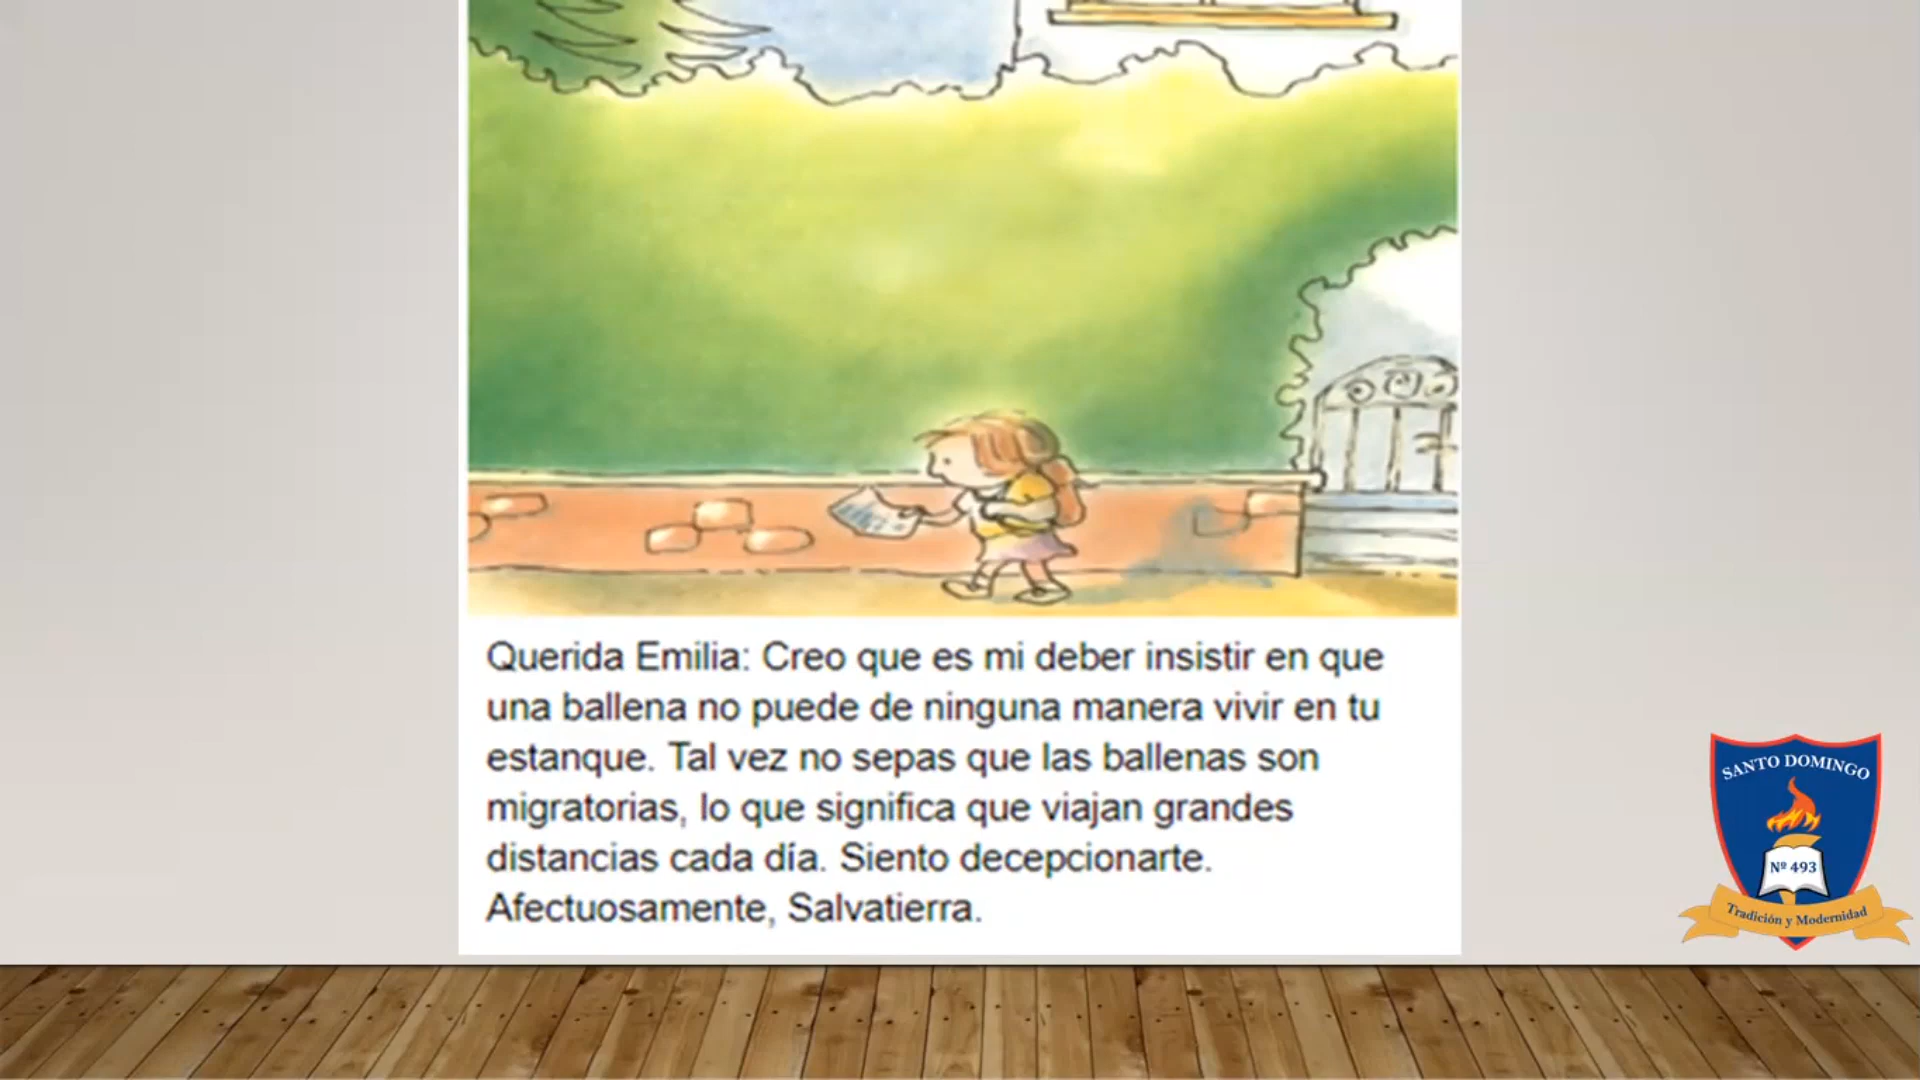 Querida Emilia: Creo que es mi deber insistir en que
una ballena no puede de ninguna manera vivir en tu
estanque. Tal vez no sepas que las ballenas son
migratorias, lo que significa que viajan grandes
distancias cada día. Siento decepcionarte.
Afectuosamente, Salvatierra.
SANTO DOMINGO
Nº 493
Tradición y Modernidad